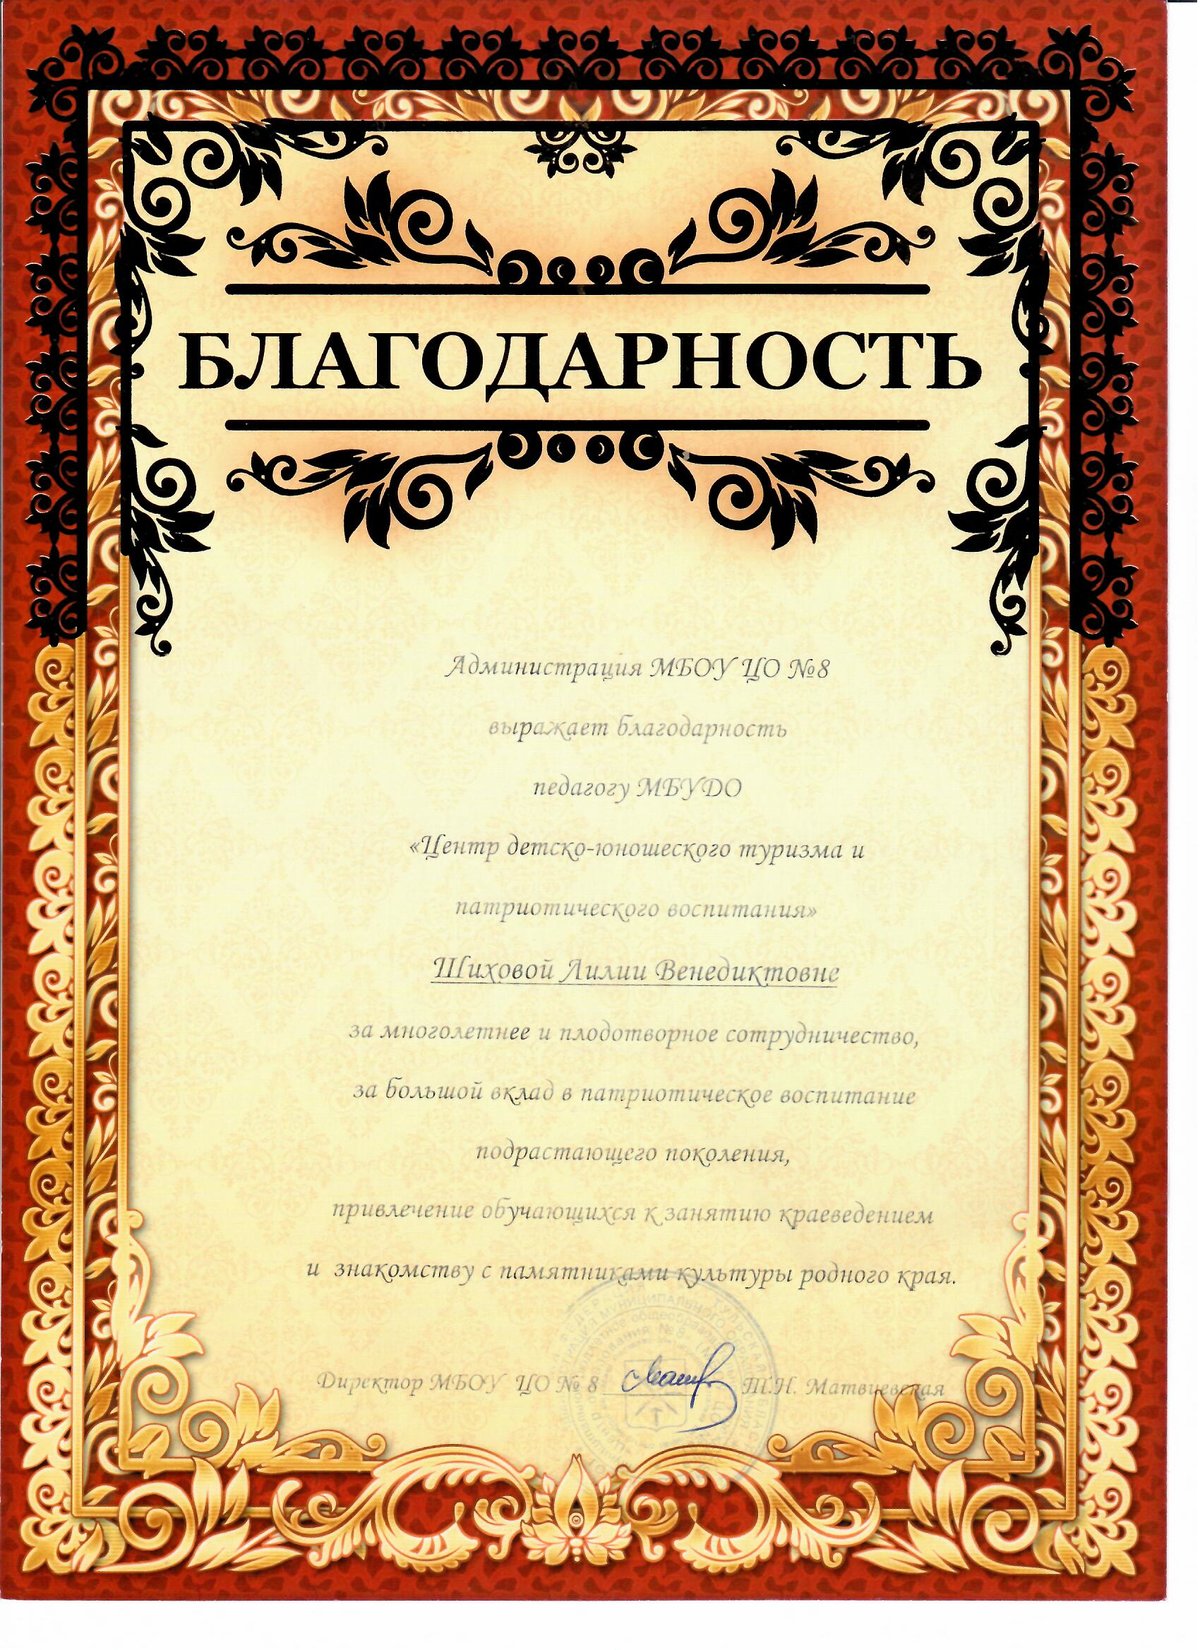 БЛАГОДАРНОСТЬ
Администрация МБОУ ЦО №8
выражает благодарность
педагогу МБУДО
«Центр детско-юношеского туризма и
патриотического воспитания»
Шиховой Лилии Венедиктовне
за многолетнее и плодотворное сотрудничество,
за большой вклад в патриотическое воспитание
подрастающего поколения,
привлечение обучающихся к занятию краеведением
и знакомству с памятниками культуры родного края.
Директор МБОУ ЦО № 8 Т.Н. Матвиевская